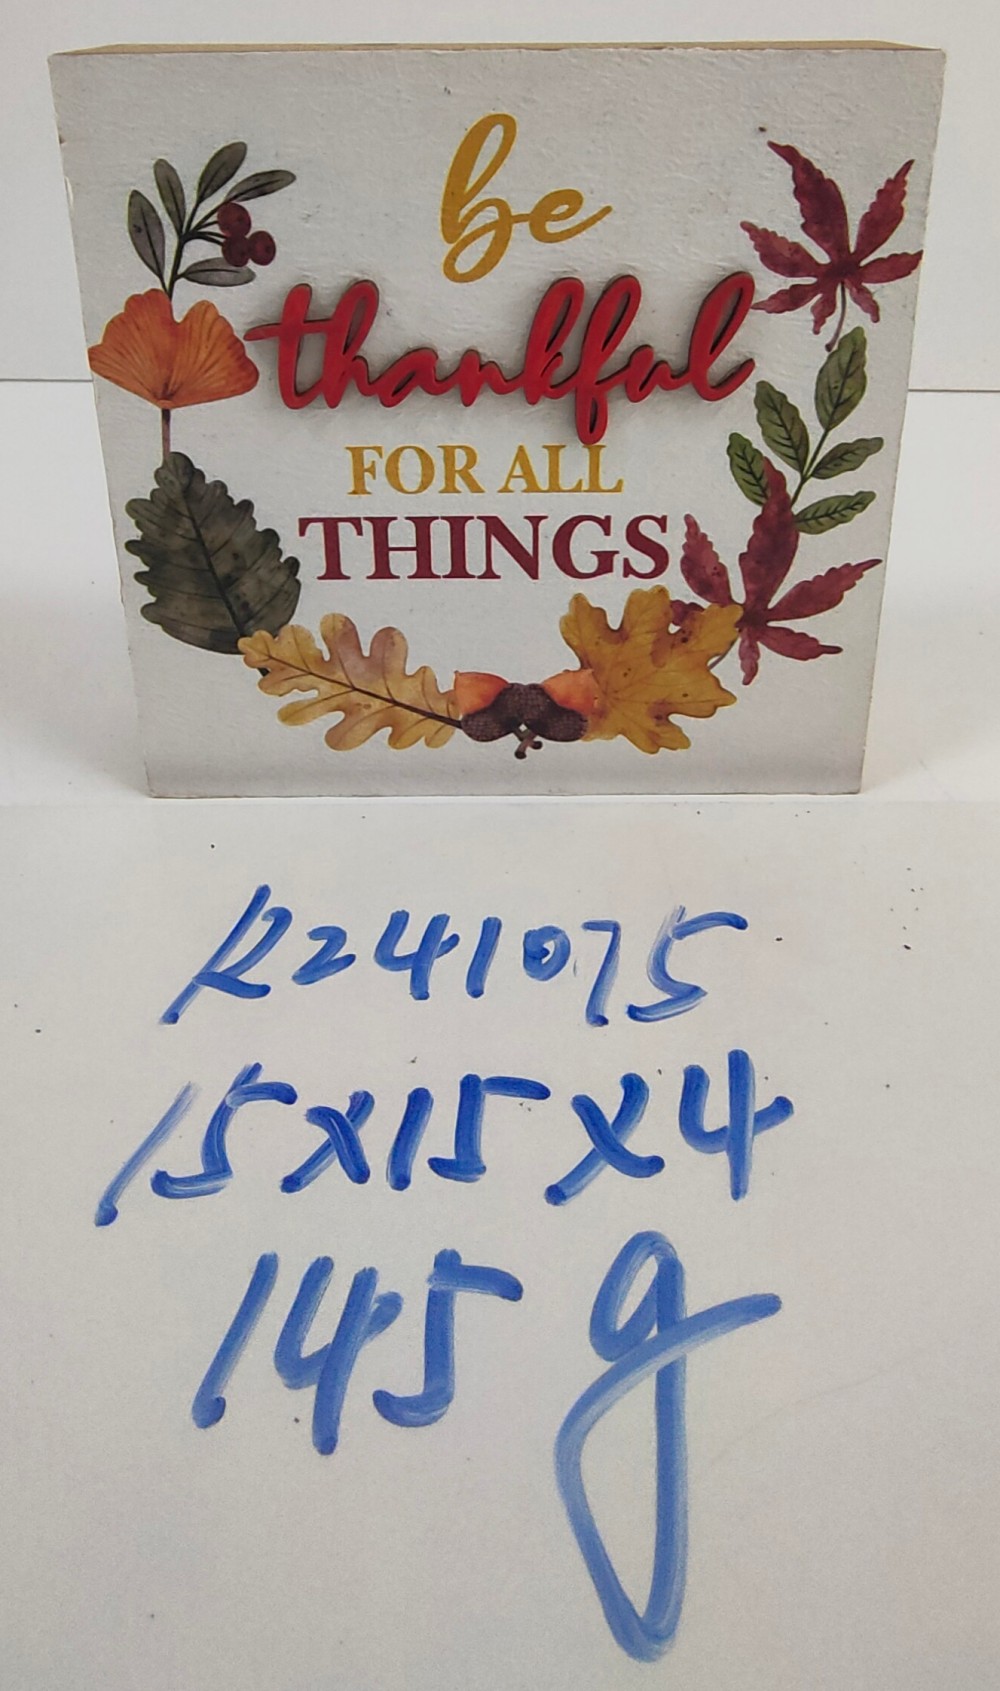 be
thankful
FOR ALL
THINGS
R241075
15x15x4
145g